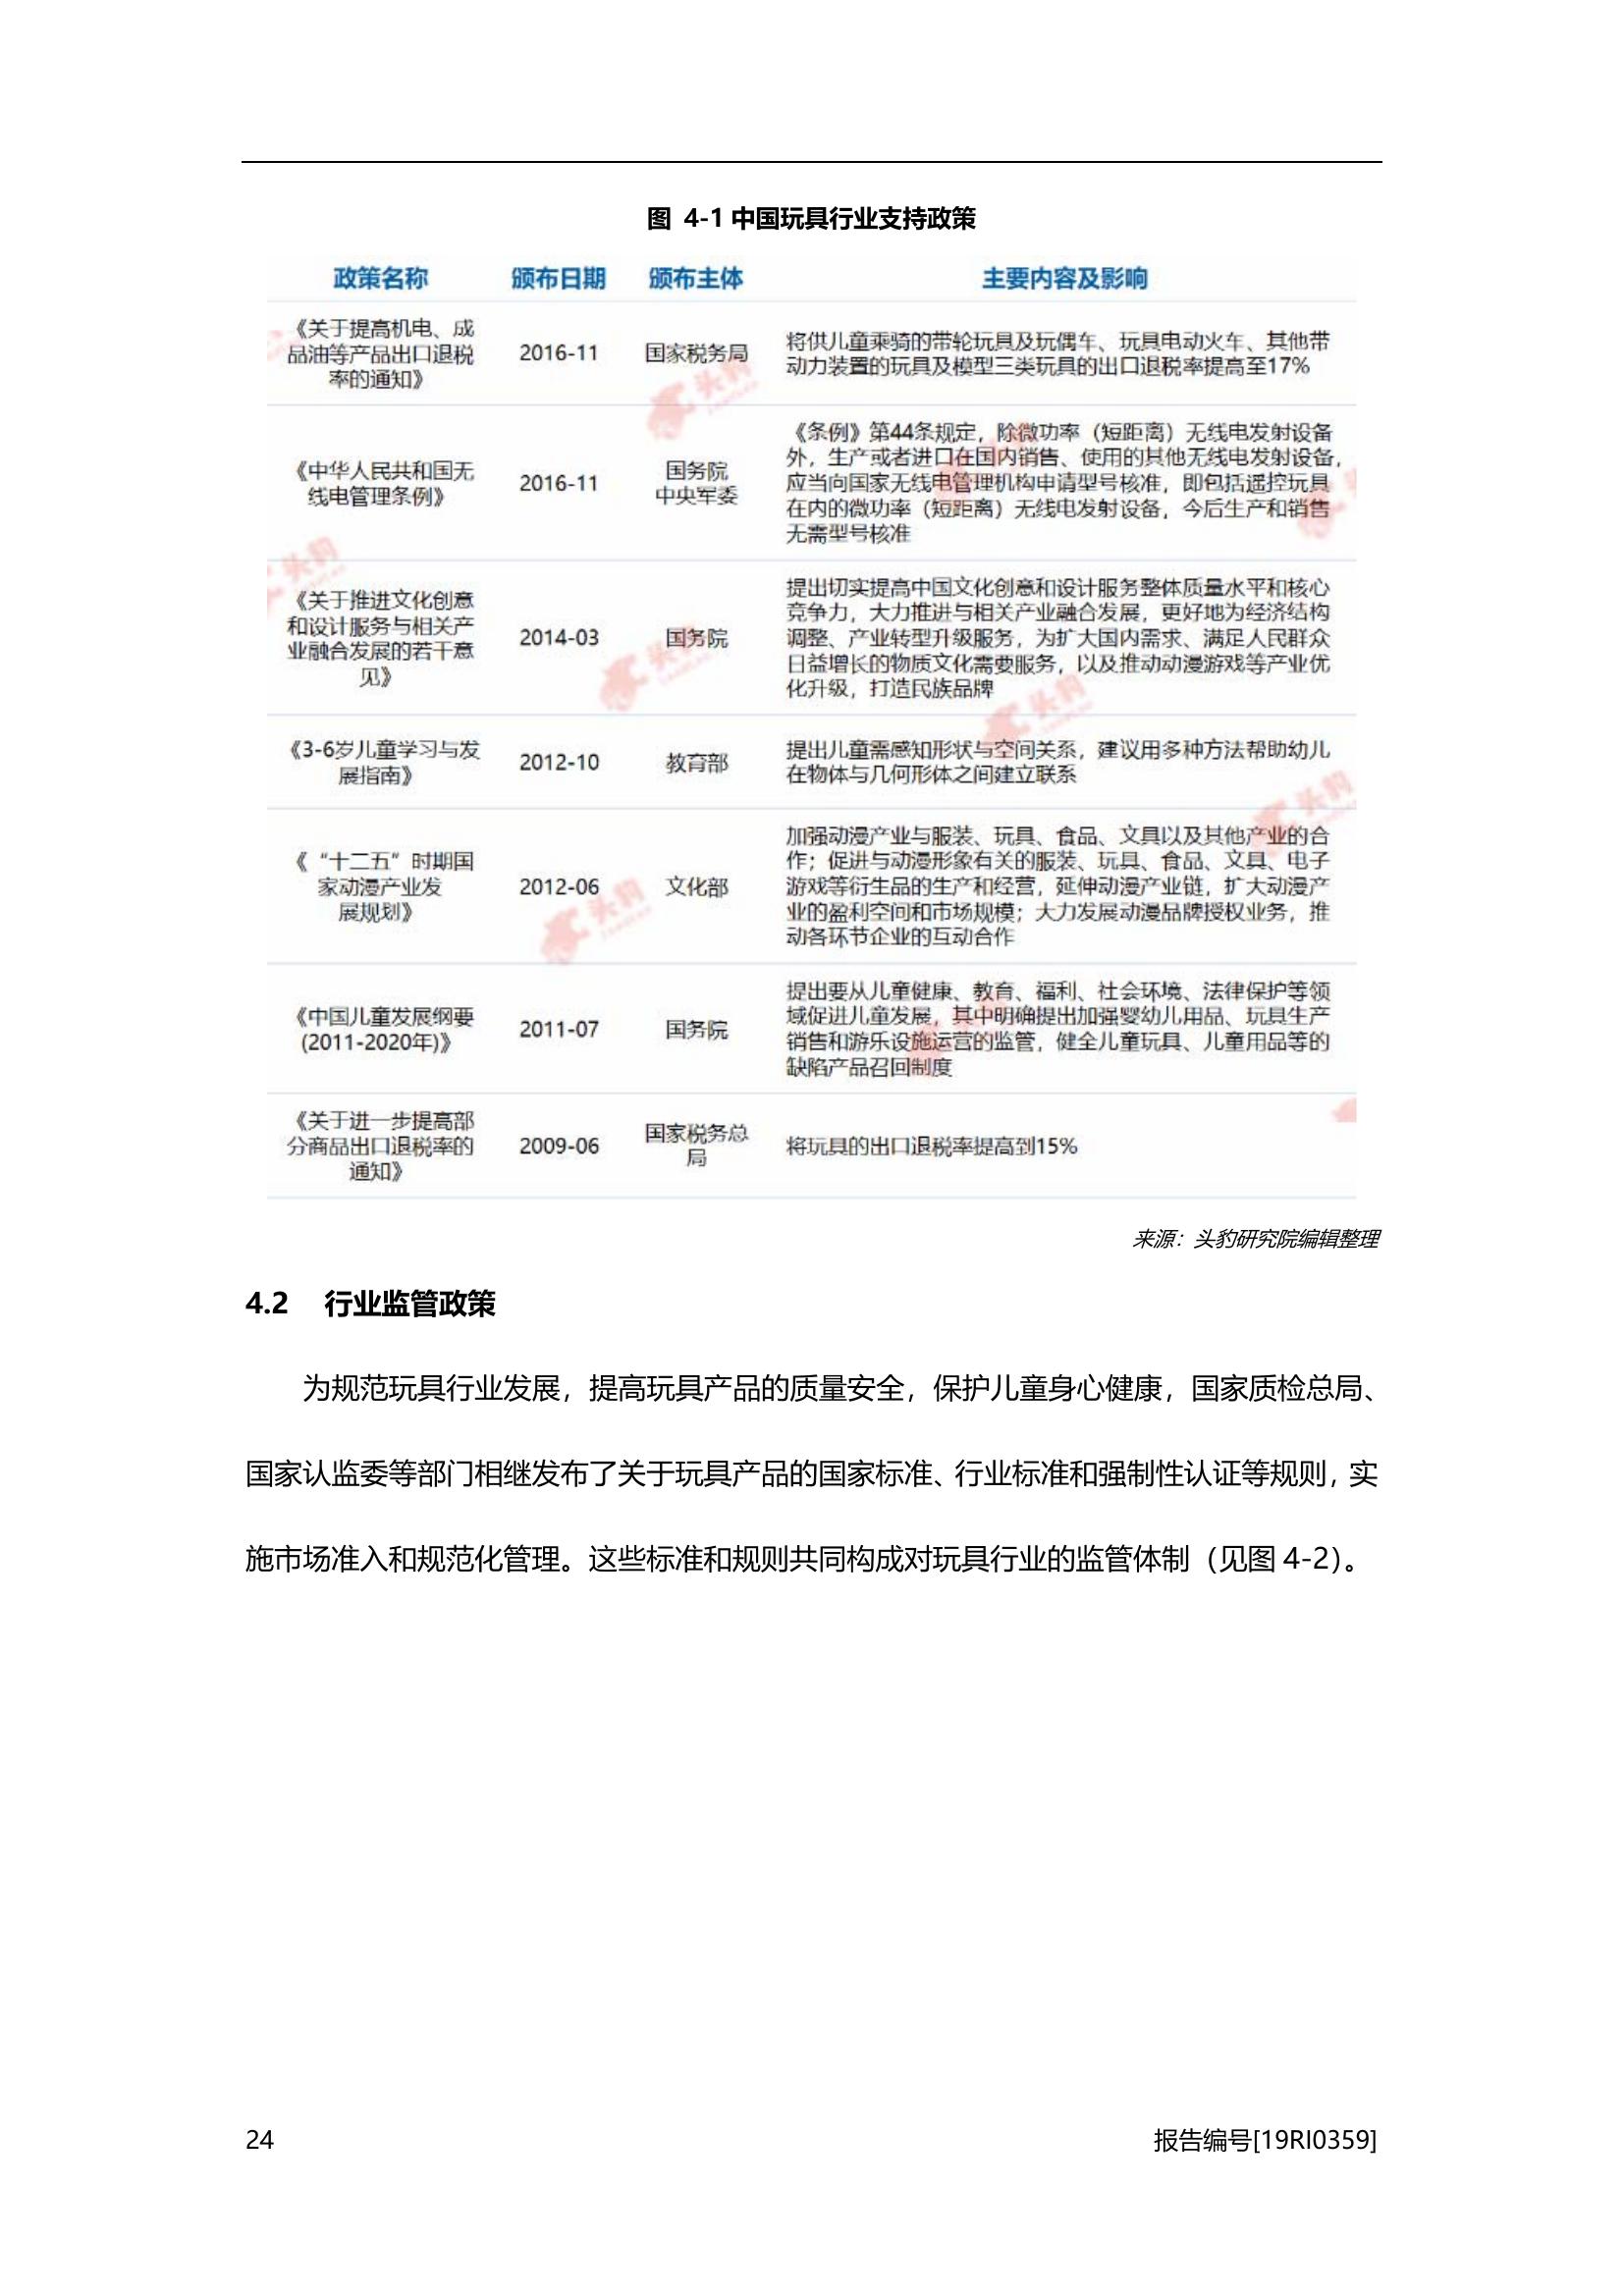 图 4-1 中国玩具行业支持政策
政策名称 颁布日期 颁布主体 主要内容及影响
《关于提高机电、成
品油等产品出口退税
率的通知》
2016-11
国家税务局
将供儿童乘骑的带轮玩具及玩偶车、玩具电动火车、其他带
动力装置的玩具及模型三类玩具的出口退税率提高至17%
《中华人民共和国无
线电管理条例》
2016-11
国务院
中央军委
《条例》第44条规定，除微功率（短距离）无线电发射设备
外，生产或者进口在国内销售、使用的其他无线电发射设备，
应当向国家无线电管理机构申请型号核准，即包括遥控玩具
在内的微功率（短距离）无线电发射设备，今后生产和销售
无需型号核准
《关于推进文化创意
和设计服务与相关产
业融合发展的若干意
见》
2014-03
国务院
提出切实提高中国文化创意和设计服务整体质量水平和核心
竞争力，大力推进与相关产业融合发展，更好地为经济结构
调整、产业转型升级服务，为扩大国内需求、满足人民群众
日益增长的物质文化需要服务，以及推动动漫游戏等产业优
化升级，打造民族品牌
《3-6岁儿童学习与发
展指南》
2012-10
教育部
提出儿童需感知形状与空间关系，建议用多种方法帮助幼儿
在物体与几何形体之间建立联系
《“十二五”时期国
家动漫产业发
展规划》
2012-06
文化部
加强动漫产业与服装、玩具、食品、文具以及其他产业的合
作；促进与动漫形象有关的服装、玩具、食品、文具、电子
游戏等衍生品的生产和经营，延伸动漫产业链，扩大动漫产
业的盈利空间和市场规模；大力发展动漫品牌授权业务，推
动各环节企业的互动合作
《中国儿童发展纲要
(2011-2020年)》
2011-07
国务院
提出要从儿童健康、教育、福利、社会环境、法律保护等领
域促进儿童发展，其中明确提出加强婴幼儿用品、玩具生产
销售和游乐设施运营的监管，健全儿童玩具、儿童用品等的
缺陷产品召回制度
《关于进一步提高部
分商品出口退税率的
通知》
2009-06
国家税务总
局
将玩具的出口退税率提高到15%
来源：头豹研究院编辑整理
4.2 行业监管政策
为规范玩具行业发展，提高玩具产品的质量安全，保护儿童身心健康，国家质检总局、
国家认监委等部门相继发布了关于玩具产品的国家标准、行业标准和强制性认证等规则，实
施市场准入和规范化管理。这些标准和规则共同构成对玩具行业的监管体制（见图 4-2）。
24 报告编号[19RI0359]